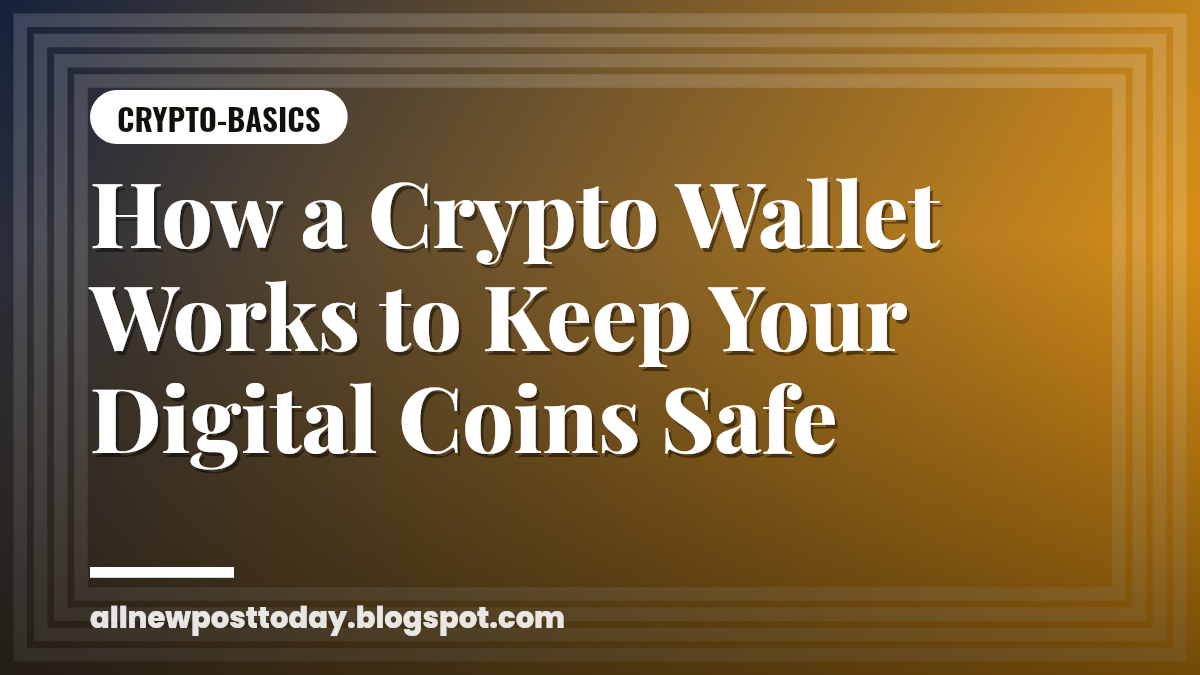 CRYPTO-BASICS
How a Crypto Wallet
Works to Keep Your
Digital Coins Safe
allnewposttoday.blogspot.com